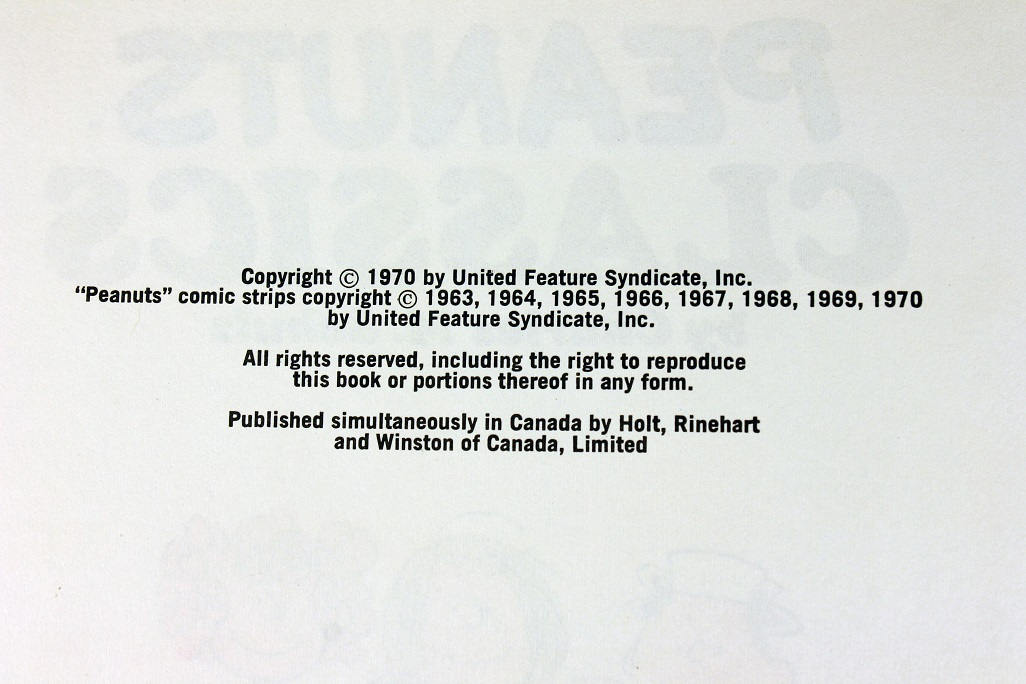 PEANUTS
CLASSICS
Copyright © 1970 by United Feature Syndicate, Inc.
“Peanuts” comic strips copyright © 1963, 1964, 1965, 1966, 1967, 1968, 1969, 1970
by United Feature Syndicate, Inc.
All rights reserved, including the right to reproduce
this book or portions thereof in any form.
Published simultaneously in Canada by Holt, Rinehart
and Winston of Canada, Limited